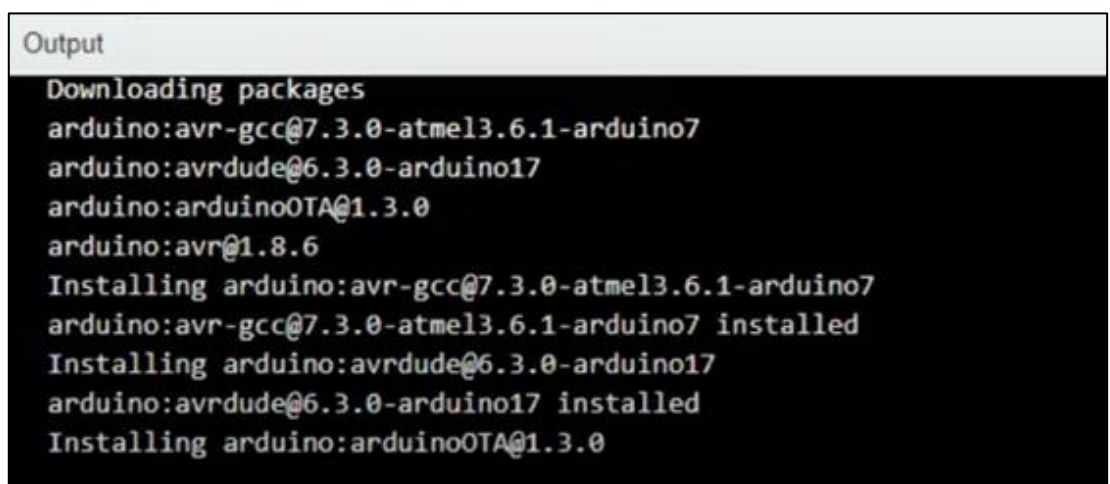 Output
Downloading packages
arduino:avr-gcc@7.3.0-atmel3.6.1-arduino7
arduino:avrdude@6.3.0-arduino17
arduino:arduinoOTA@1.3.0
arduino:avr@1.8.6
Installing arduino:avr-gcc@7.3.0-atmel3.6.1-arduino7
arduino:avr-gcc@7.3.0-atmel3.6.1-arduino7 installed
Installing arduino:avrdude@6.3.0-arduino17
arduino:avrdude@6.3.0-arduino17 installed
Installing arduino:arduinoOTA@1.3.0